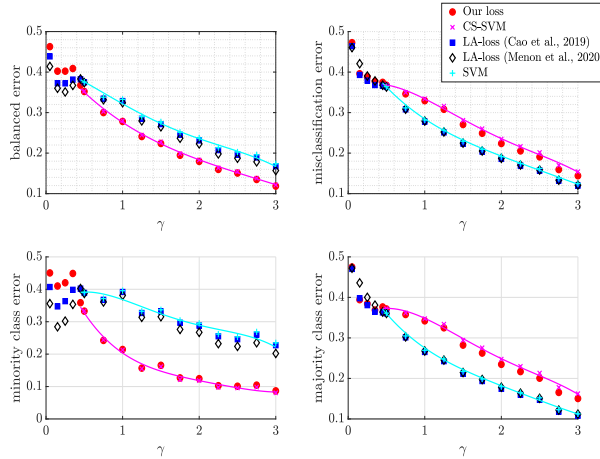 Our loss
CS-SVM
LA-loss (Cao et al., 2019)
LA-loss (Menon et al., 2020
SVM
balanced error
0.5
0.4
0.3
0.2
0.1
0 1 2 3
γ
misclassification error
0.5
0.4
0.3
0.2
0.1
0 1 2 3
γ
minority class error
0.5
0.4
0.3
0.2
0.1
0
0 1 2 3
γ
majority class error
0.5
0.4
0.3
0.2
0.1
0 1 2 3
γ